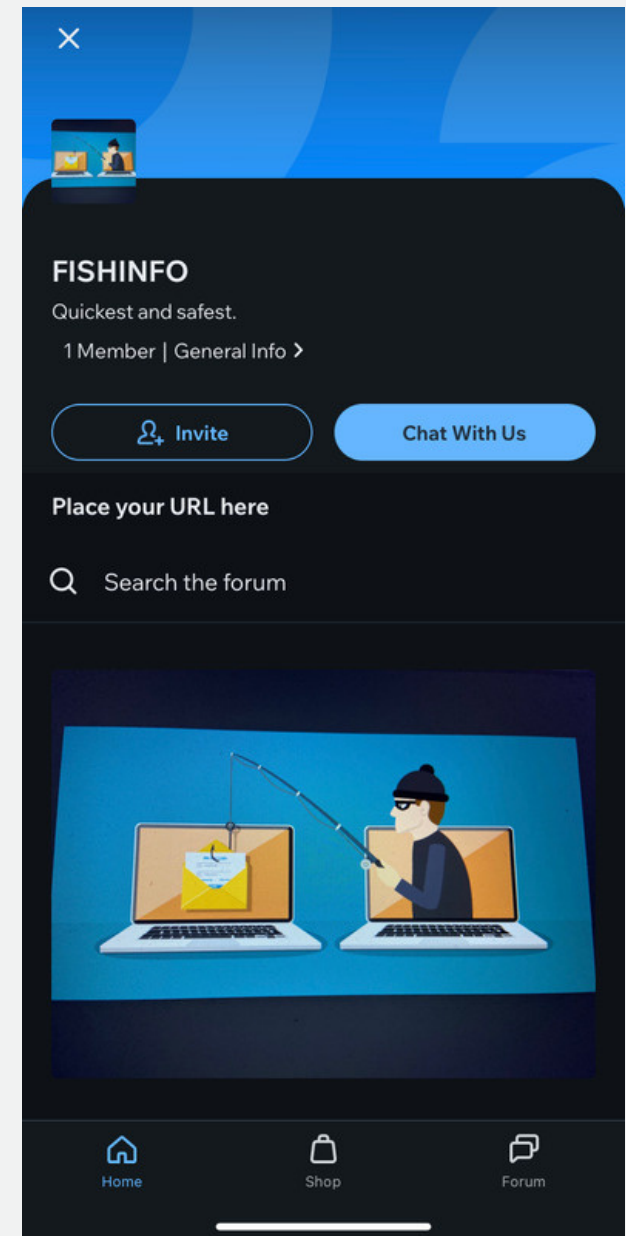 FISHINFO
Quickest and safest.
1 Member | General Info >
Invite
Chat With Us
Place your URL here
Search the forum
Home
Shop
Forum